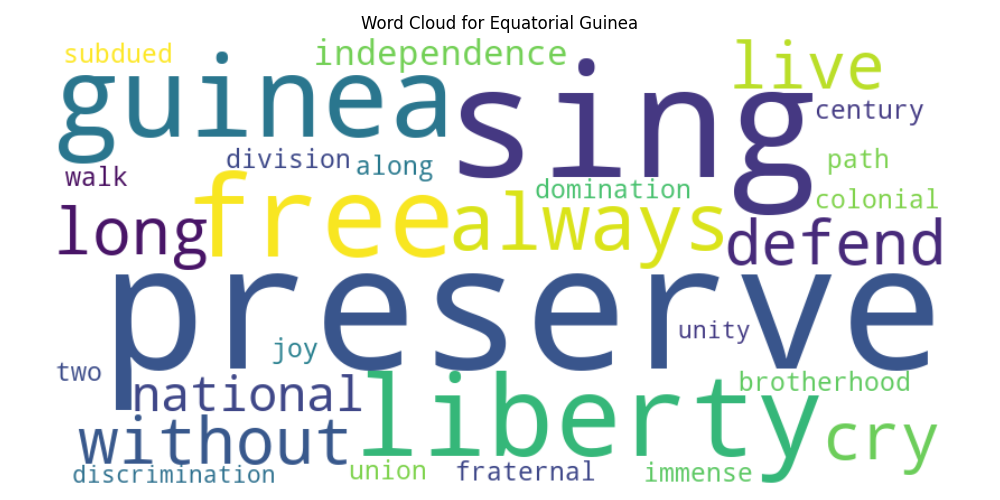 Word Cloud for Equatorial Guinea
subdued
independence
live
guinea
sing
century
division
along
path
walk
domination
colonial
free
always
long
defend
preserve
unity
joy
two
national
liberty
brotherhood
without
cry
discrimination
union
fraternal
immense